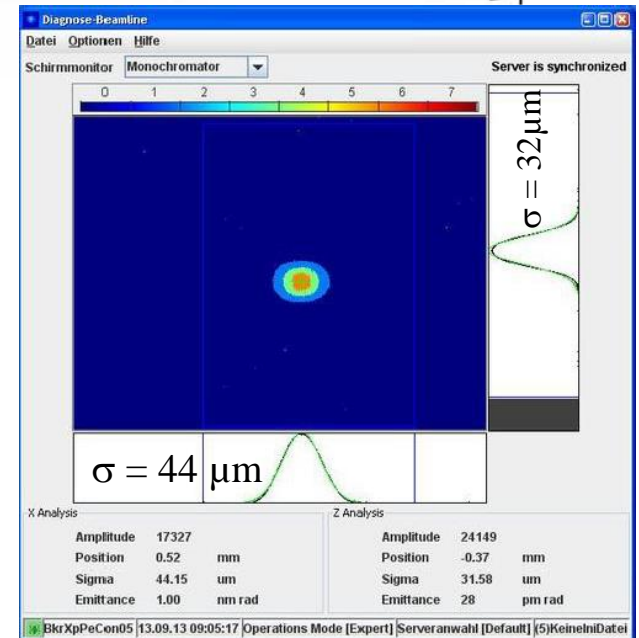 Diagnose-Beamline
Datei Optionen Hilfe
Schirmmonitor Monochromator Server is synchronized
0 1 2 3 4 5 6 7
σ = 32μm
σ = 44 μm
X Analysis
Amplitude 17327
Position 0.52 mm
Sigma 44.15 um
Emittance 1.00 nm rad
Z Analysis
Amplitude 24149
Position -0.37 mm
Sigma 31.58 um
Emittance 28 pm rad
BkrXpPeCon05 13.09.13 09:05:17 Operations Mode [Expert] Serveranwahl [Default] (5)KeineIniDatei